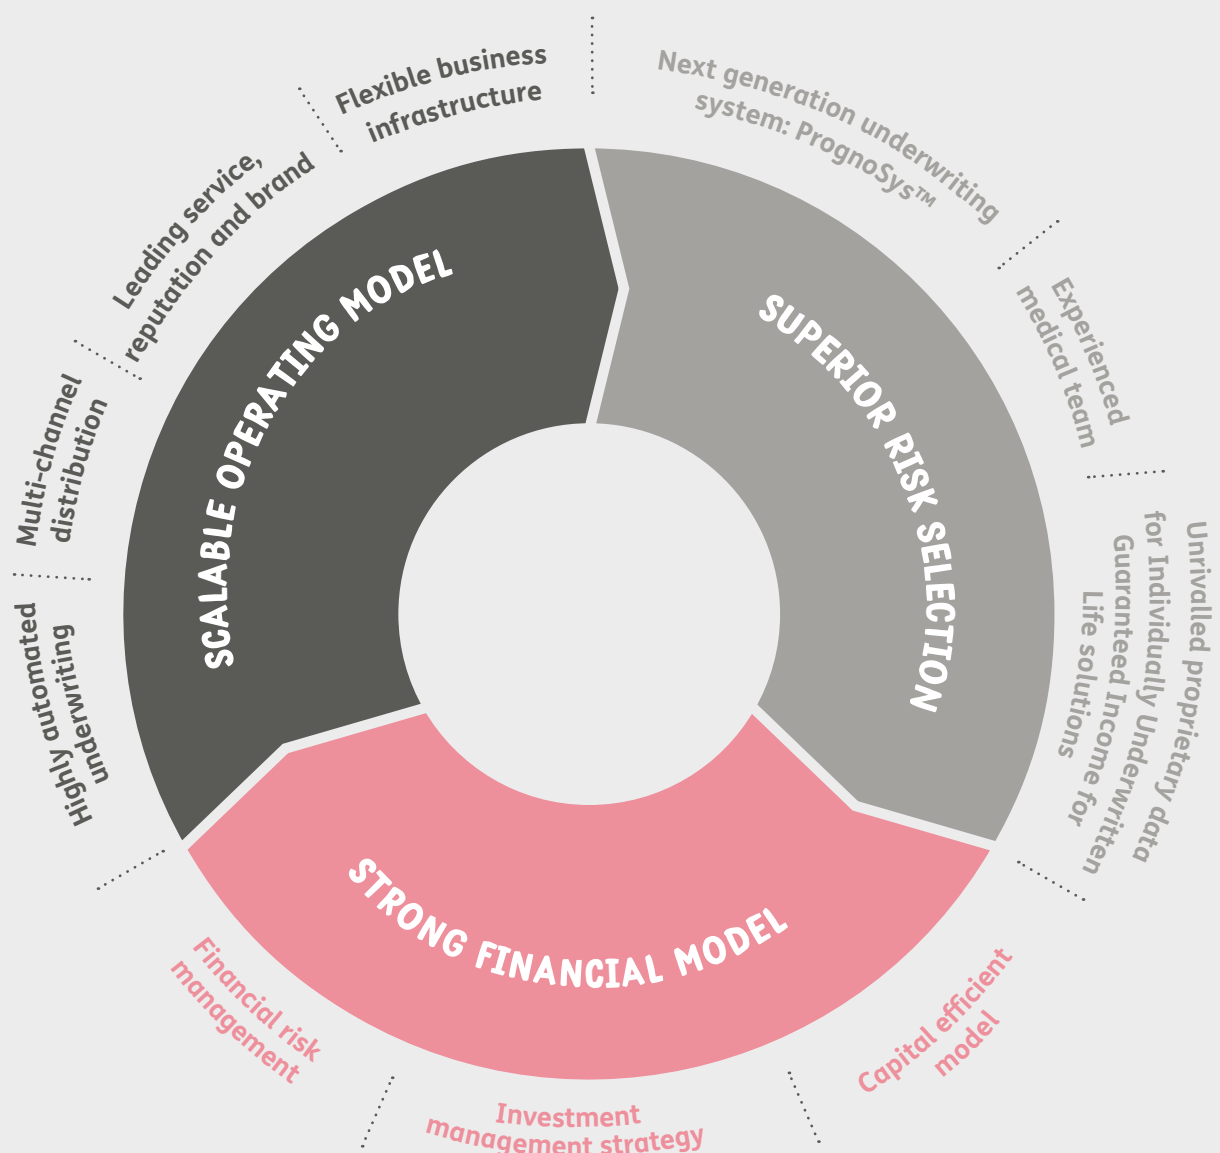 Flexible business
infrastructure
Next generation underwriting
system: PrognoSys™
Experienced
medical team
Unrivalled proprietary data
for Individually Underwritten
Guaranteed Income for
Life solutions
Capital efficient
model
Investment
management strategy
Financial risk
management
Highly automated
underwriting
Multi-channel
distribution
Leading service,
reputation and brand
SCALABLE OPERATING MODEL
SUPERIOR RISK SELECTION
STRONG FINANCIAL MODEL